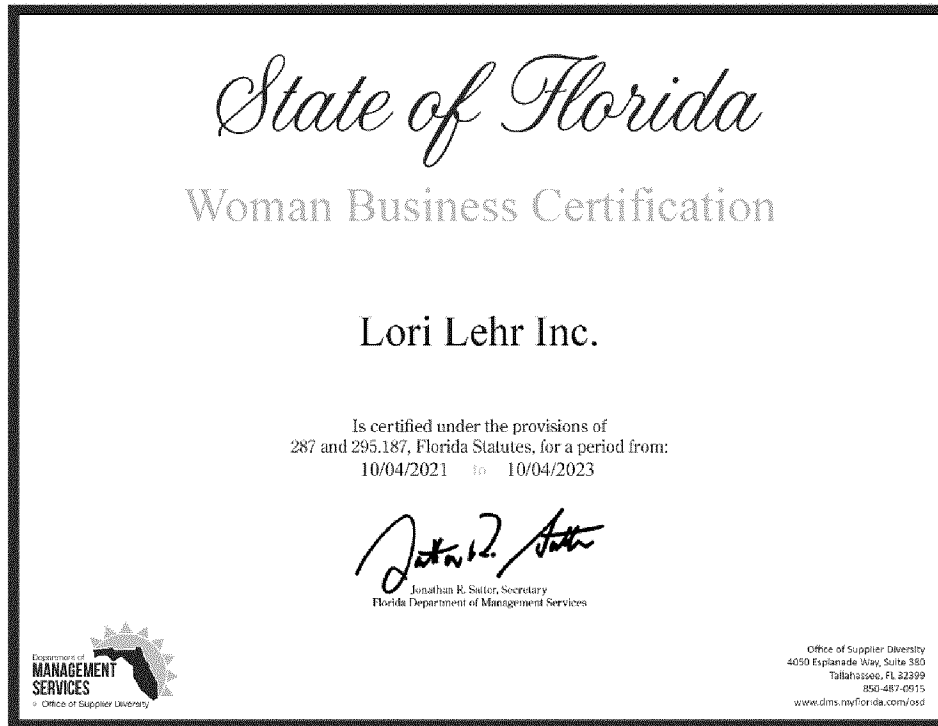 State of Florida
Woman Business Certification
Lori Lehr Inc.
Is certified under the provisions of
287 and 295.187, Florida Statutes, for a period from:
10/04/2021 to 10/04/2023
Jonathan R. Satter, Secretary
Florida Department of Management Services
Department of
MANAGEMENT
SERVICES
Office of Supplier Diversity
Office of Supplier Diversity
4050 Esplanade Way, Suite 380
Tallahassee, FL 32399
850-487-0915
www.dms.myflorida.com/osd